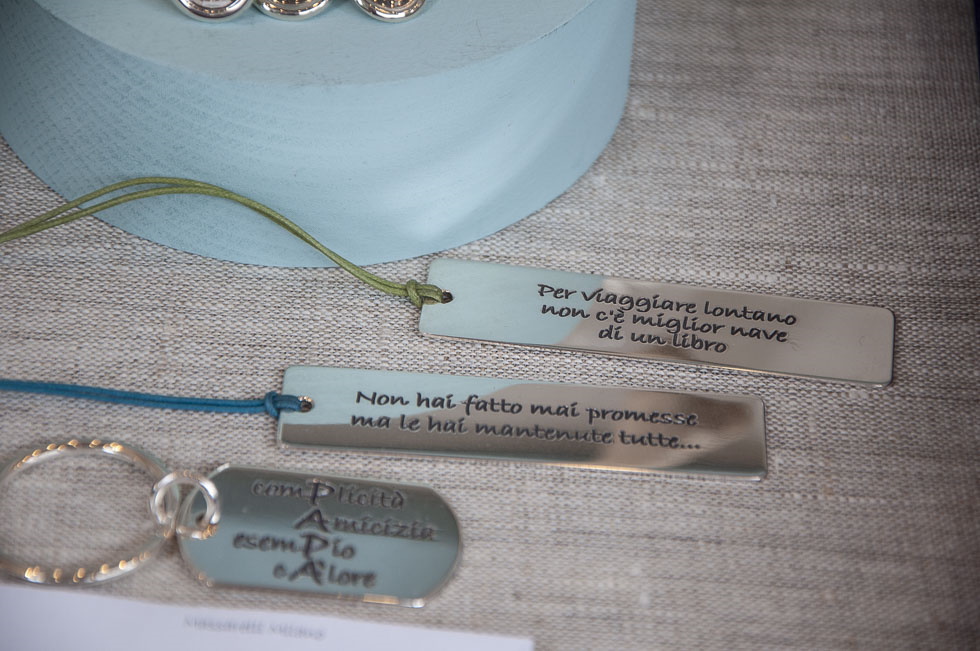 Per viaggiare lontano
non c'è miglior nave
di un libro
Non hai fatto mai promesse
ma le hai mantenute tutte...
comPlicità
Amicizia
esemPio
cAlore
Milano